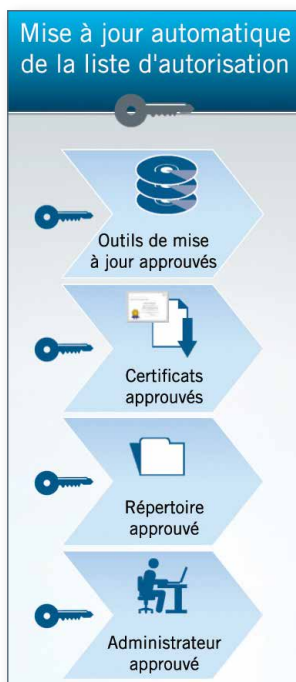 Mise à jour automatique
de la liste d'autorisation
Outils de mise
à jour approuvés
Certificats
approuvés
Répertoire
approuvé
Administrateur
approuvé